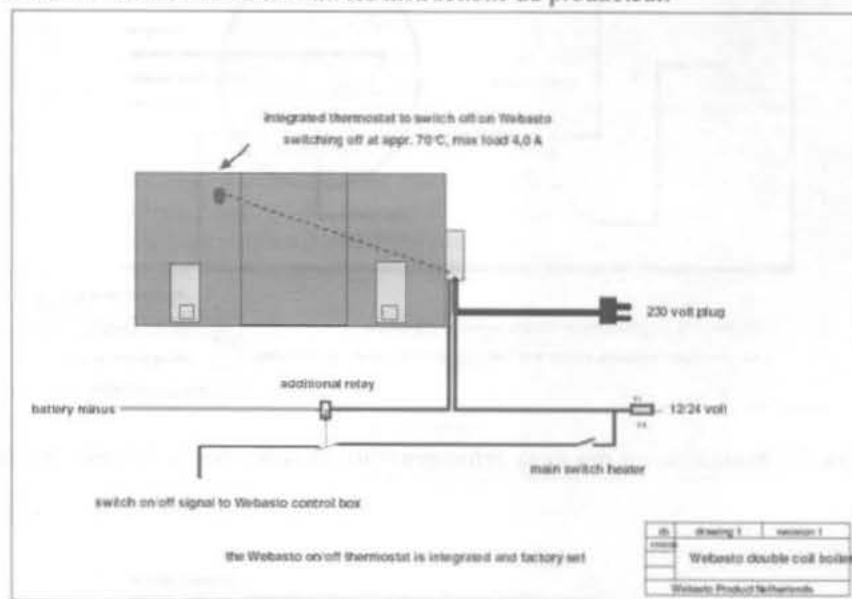 integrated thermostat to switch off on Webasto
switching off at appr. 70°C, max load 4,0 A
230 volt plug
additional relay
battery minus
12/24 volt
main switch heater
switch on/off signal to Webasto control box
the Webasto on/off thermostat is integrated and factory set
drawing 1
revision 1
Webasto double coil boiler
Webasto Product Netherlands